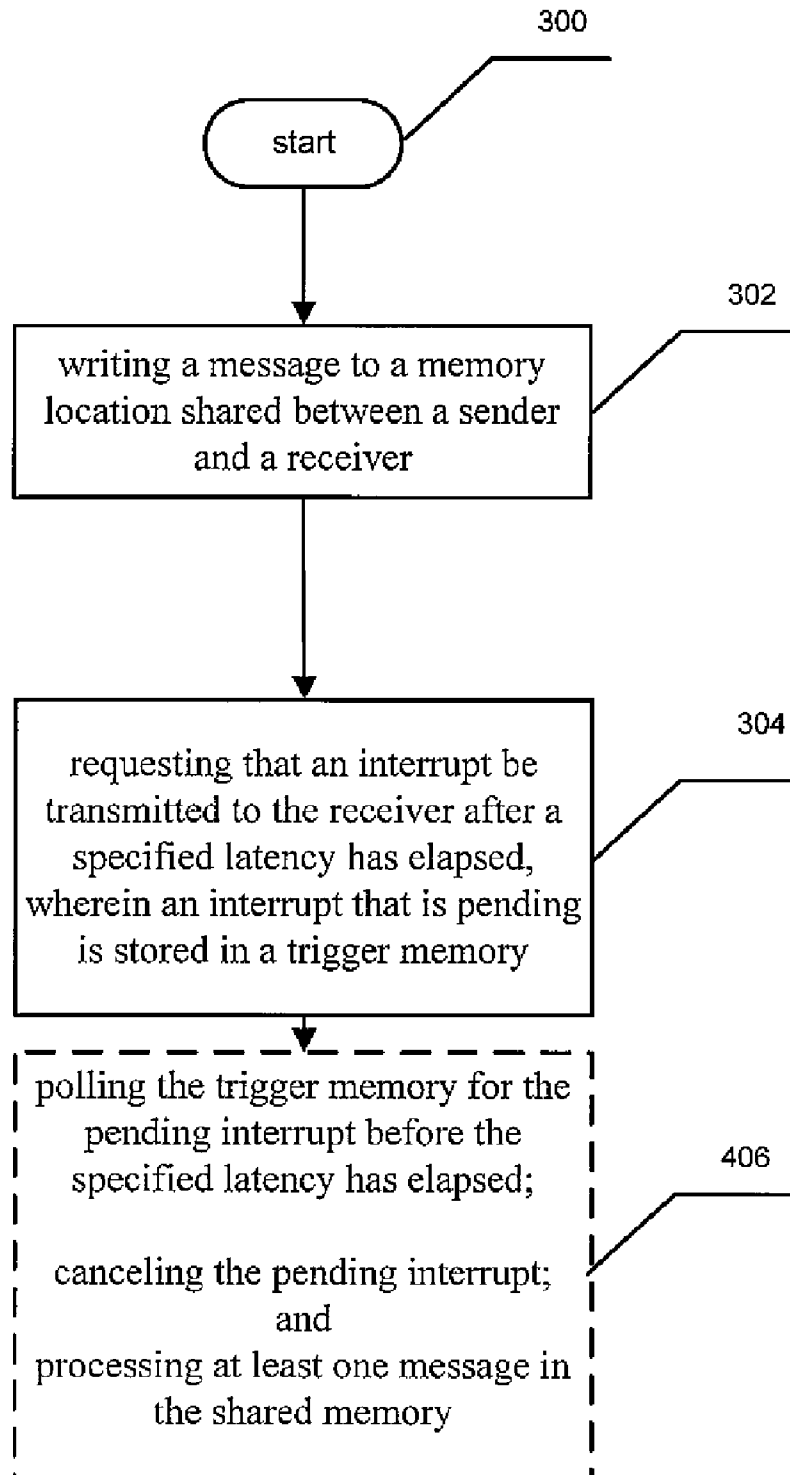 300
start
302
writing a message to a memory
location shared between a sender
and a receiver
304
requesting that an interrupt be
transmitted to the receiver after a
specified latency has elapsed,
wherein an interrupt that is pending
is stored in a trigger memory
polling the trigger memory for the
pending interrupt before the
specified latency has elapsed;
406
canceling the pending interrupt;
and
processing at least one message in
the shared memory